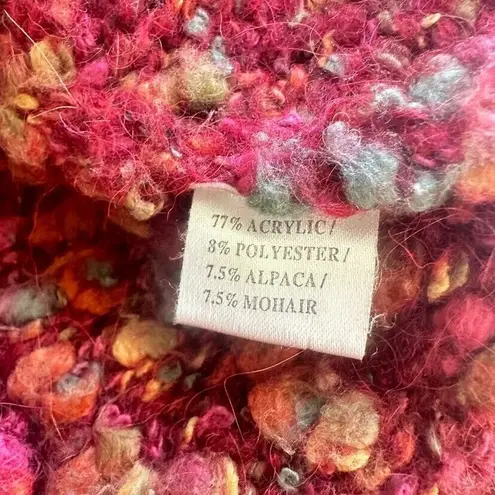 77% ACRYLIC/
8% POLYESTER/
7.5% ALPACA/
7.5% MOHAIR